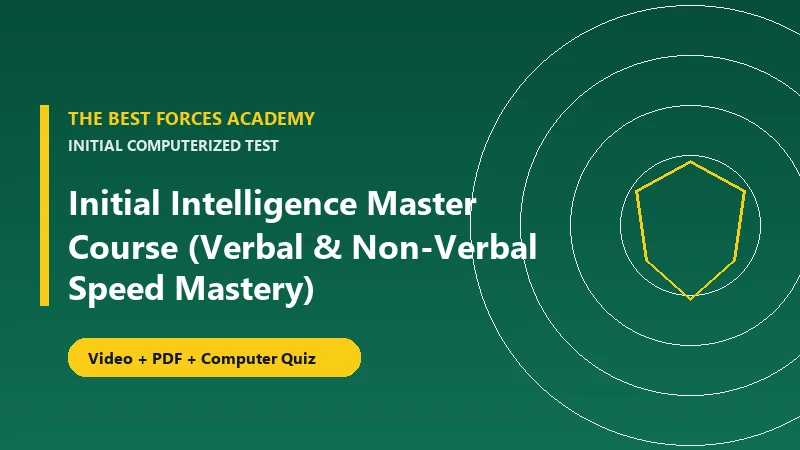 THE BEST FORCES ACADEMY
INITIAL COMPUTERIZED TEST
Initial Intelligence Master
Course (Verbal & Non-Verbal
Speed Mastery)
Video + PDF + Computer Quiz